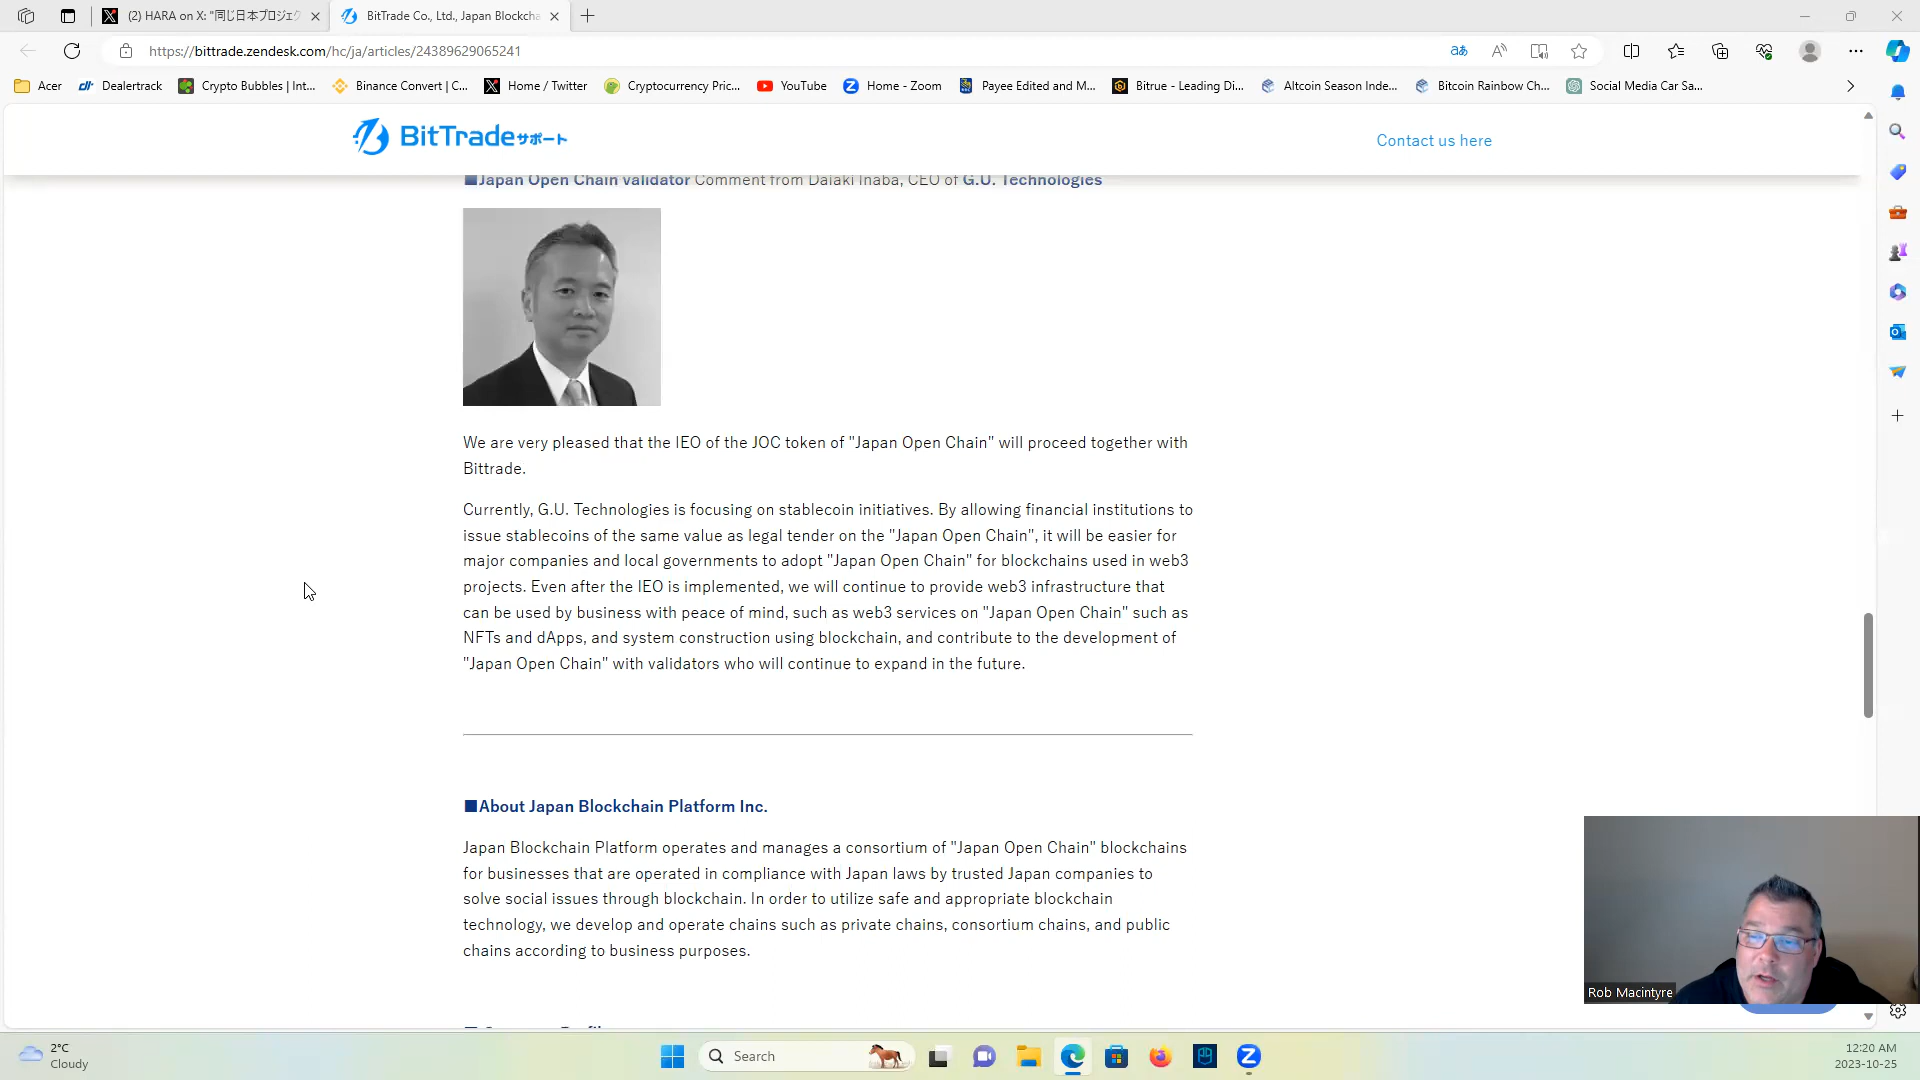 (2) HARA on X: "同じ日本プロジェク
BitTrade Co., Ltd., Japan Blockcha
https://bittrade.zendesk.com/hc/ja/articles/24389629065241
Acer
Dealertrack
Crypto Bubbles | Int...
Binance Convert | C...
Home / Twitter
Cryptocurrency Pric...
YouTube
Home - Zoom
Payee Edited and M...
Bitrue - Leading Di...
Altcoin Season Inde...
Bitcoin Rainbow Ch...
Social Media Car Sa...
BitTradeサポート
Contact us here
■Japan Open Chain validator Comment from Daiaki Inaba, CEO of G.U. Technologies
We are very pleased that the IEO of the JOC token of "Japan Open Chain" will proceed together with
Bittrade.
Currently, G.U. Technologies is focusing on stablecoin initiatives. By allowing financial institutions to
issue stablecoins of the same value as legal tender on the "Japan Open Chain", it will be easier for
major companies and local governments to adopt "Japan Open Chain" for blockchains used in web3
projects. Even after the IEO is implemented, we will continue to provide web3 infrastructure that
can be used by business with peace of mind, such as web3 services on "Japan Open Chain" such as
NFTs and dApps, and system construction using blockchain, and contribute to the development of
"Japan Open Chain" with validators who will continue to expand in the future.
■About Japan Blockchain Platform Inc.
Japan Blockchain Platform operates and manages a consortium of "Japan Open Chain" blockchains
for businesses that are operated in compliance with Japan laws by trusted Japan companies to
solve social issues through blockchain. In order to utilize safe and appropriate blockchain
technology, we develop and operate chains such as private chains, consortium chains, and public
chains according to business purposes.
Rob Macintyre
2°C
Cloudy
Search
12:20 AM
2023-10-25